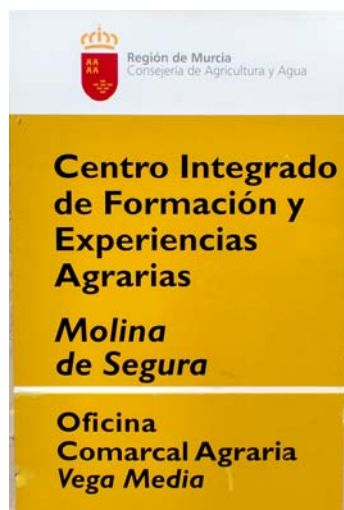 Región de Murcia
Consejería de Agricultura y Agua
Centro Integrado
de Formación y
Experiencias
Agrarias
Molina
de Segura
Oficina
Comarcal Agraria
Vega Media